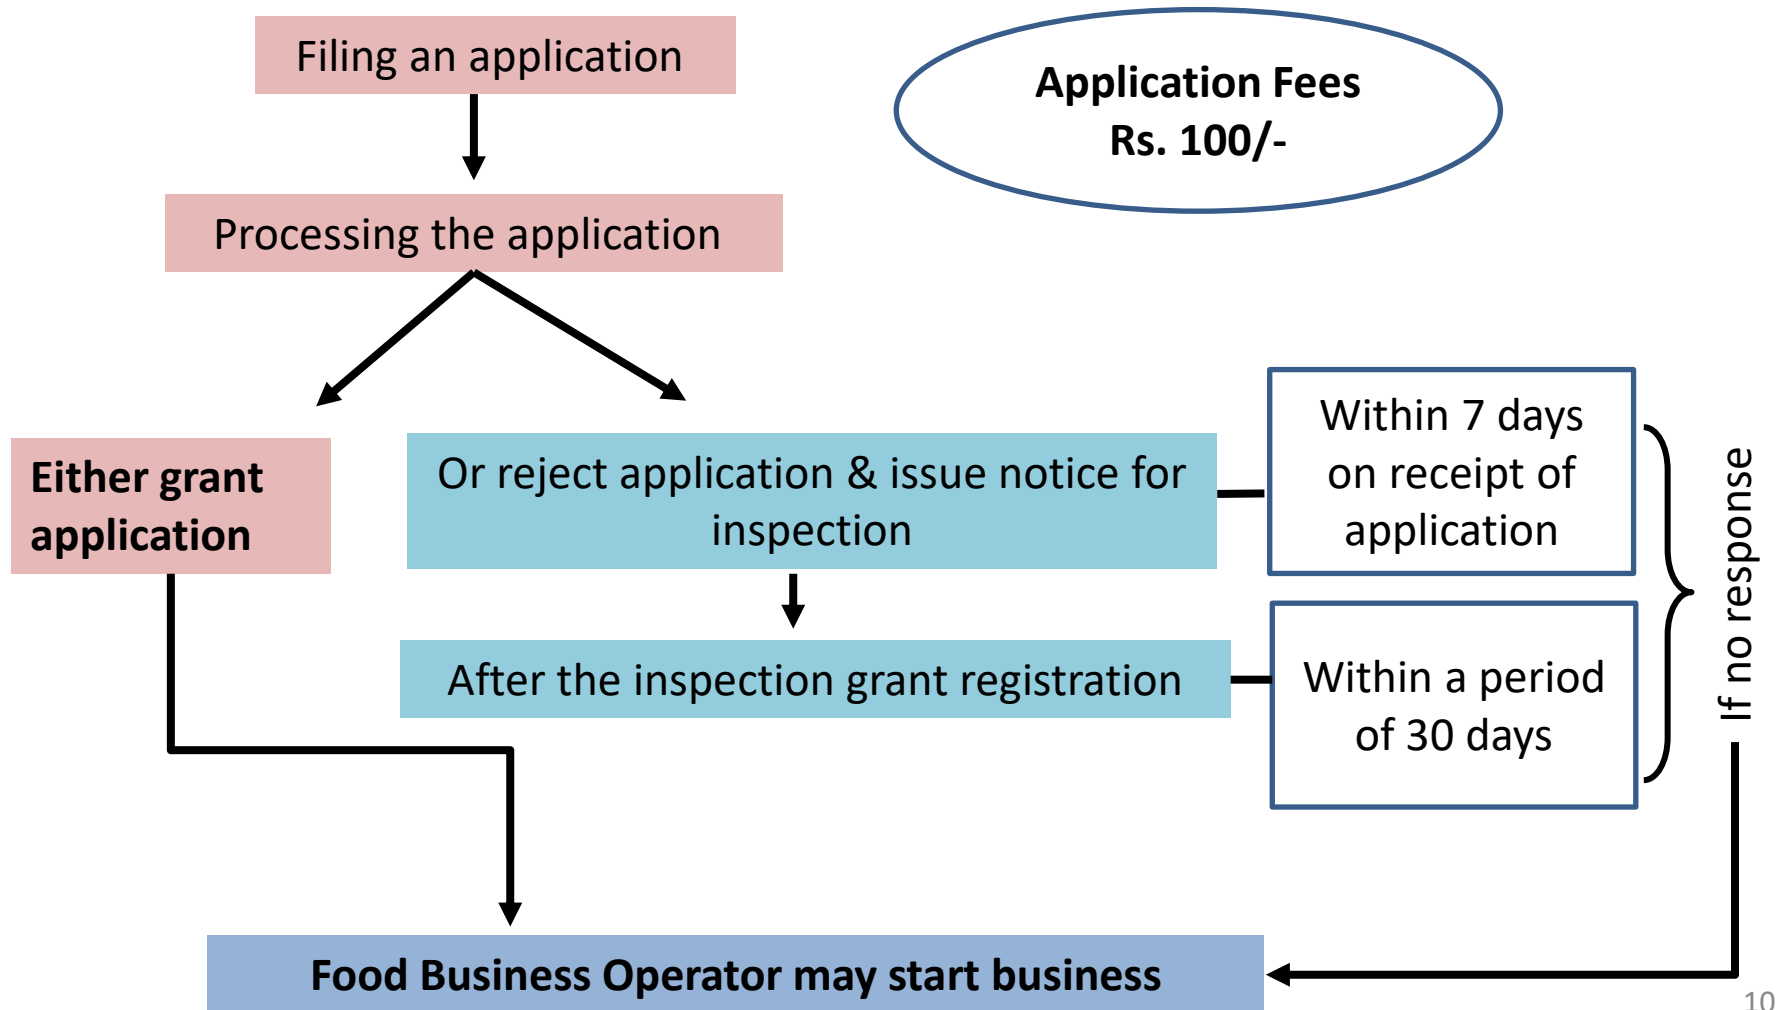 Filing an application
Application Fees
Rs. 100/-
Processing the application
Either grant
application
Or reject application & issue notice for
inspection
Within 7 days
on receipt of
application
If no response
After the inspection grant registration
Within a period
of 30 days
Food Business Operator may start business
10